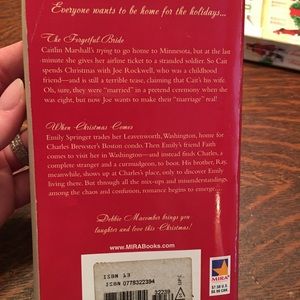 Everyone wants to be home for the holidays...
The Forgetful Bride
Caitlin Marshall's trying to go home to Minnesota, but at the last
minute she gives her airline ticket to a stranded soldier. So Cait
spends Christmas with Joe Rockwell, who was a childhood
friend—and is still a terrible tease, claiming that Cait's his wife.
Oh, sure, they were "married" in a pretend ceremony when she
was eight, but now Joe wants to make their "marriage" real!
When Christmas Comes
Emily Springer trades her Leavenworth, Washington, home for
Charles Brewster's Boston condo. Then Emily's friend Faith
comes to visit her in Washington—and instead finds Charles, a
complete stranger and a curmudgeon, to boot. His brother, Ray,
meanwhile, shows up at Charles's place, only to discover Emily
living there. But through all the mix-ups and misunderstandings,
among the chaos and confusion, romance begins to emerge...
Debbie Macomber brings you
laughter and love this Christmas!
www.MIRABooks.com
ISBN 13
ISBN 0778322394
MIRA®